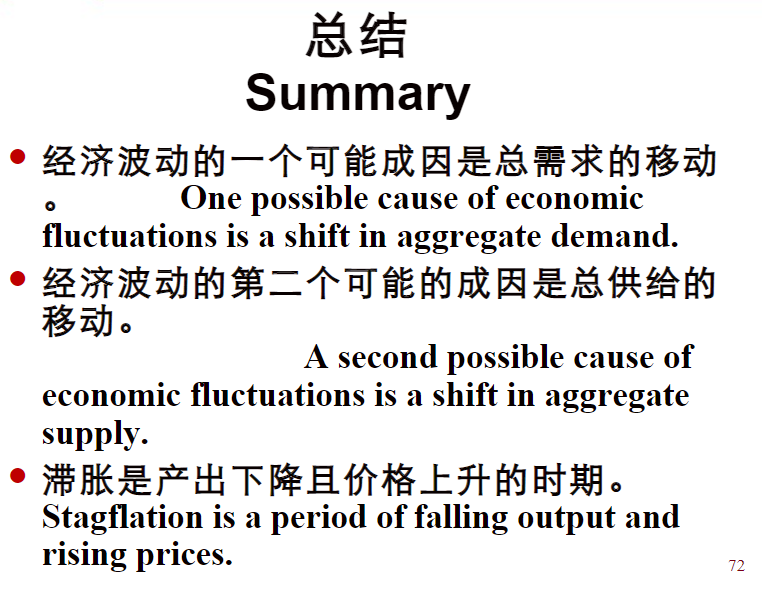 总结
Summary
• 经济波动的一个可能成因是总需求的移动
。 One possible cause of economic
fluctuations is a shift in aggregate demand.
• 经济波动的第二个可能的成因是总供给的
移动。
A second possible cause of
economic fluctuations is a shift in aggregate
supply.
• 滞胀是产出下降且价格上升的时期。
Stagflation is a period of falling output and
rising prices.
72